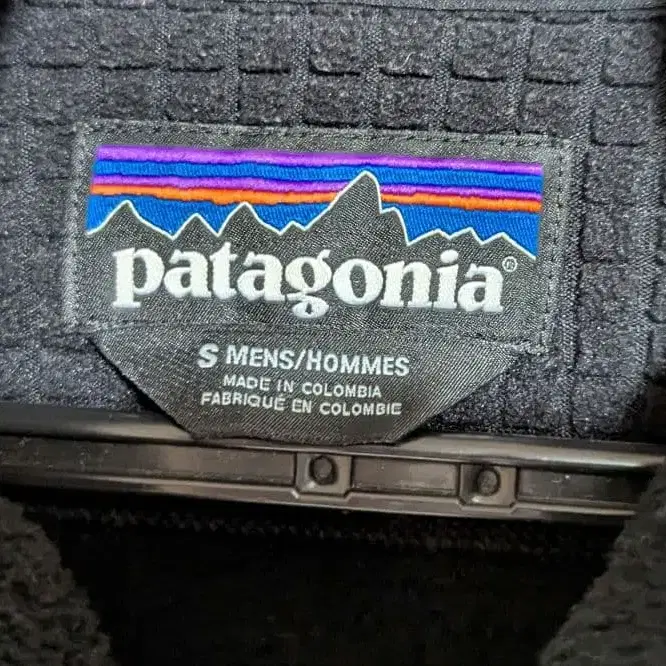 patagonia®
S MENS/HOMMES
MADE IN COLOMBIA
FABRIQUÉ EN COLOMBIE